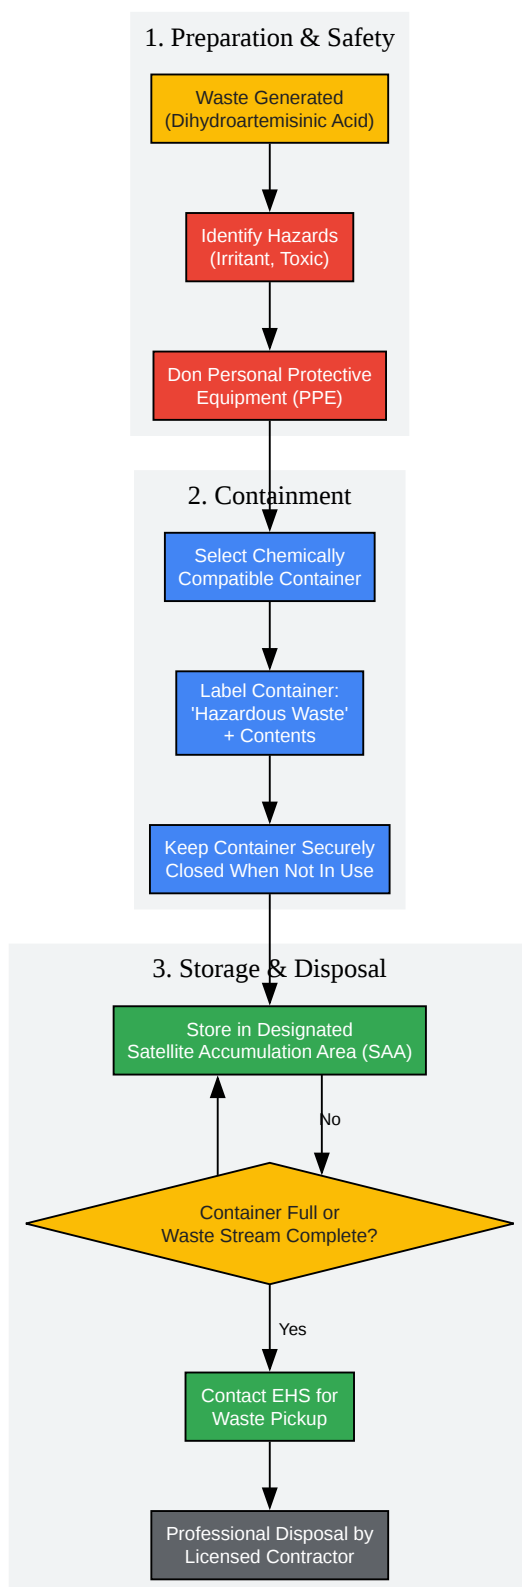 1. Preparation & Safety
Waste Generated
(Dihydroartemisinic Acid)
Identify Hazards
(Irritant, Toxic)
Don Personal Protective
Equipment (PPE)
2. Containment
Select Chemically
Compatible Container
Label Container:
'Hazardous Waste'
+ Contents
Keep Container Securely
Closed When Not In Use
3. Storage & Disposal
Store in Designated
Satellite Accumulation Area (SAA)
No
Container Full or
Waste Stream Complete?
Yes
Contact EHS for
Waste Pickup
Professional Disposal by
Licensed Contractor